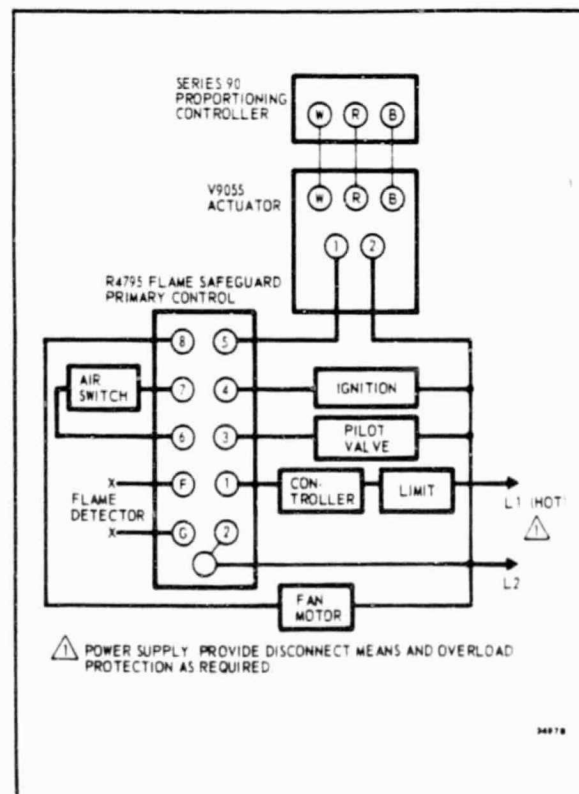 SERIES 90
PROPORTIONING
CONTROLLER
W R B
V9055
ACTUATOR
W R B
1 2
R4795 FLAME SAFEGUARD
PRIMARY CONTROL
8 5
AIR
SWITCH
7 4
IGNITION
6 3
PILOT
VALVE
X F 1
CON-
TROLLER
LIMIT
L1 (HOT)
FLAME
DETECTOR
1
X G 2
L2
FAN
MOTOR
1 POWER SUPPLY PROVIDE DISCONNECT MEANS AND OVERLOAD
PROTECTION AS REQUIRED